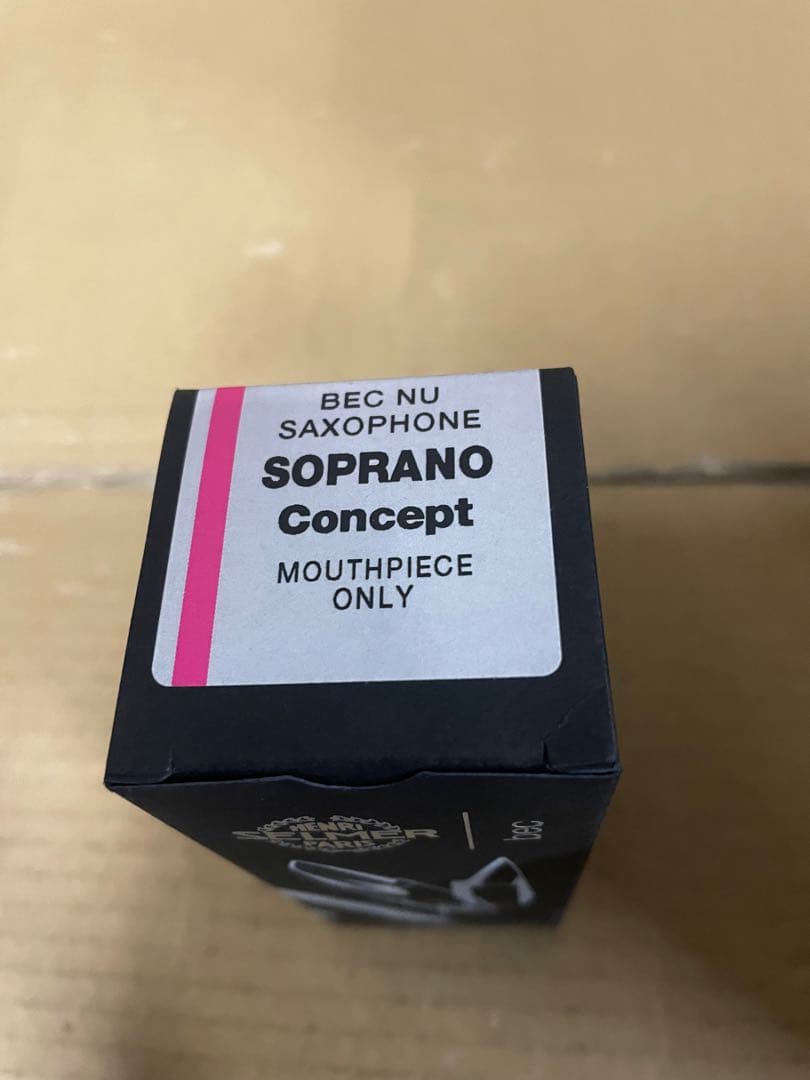 BEC NU
SAXOPHONE
SOPRANO
Concept
MOUTHPIECE
ONLY
HENRI
SELMER
PARIS
bec